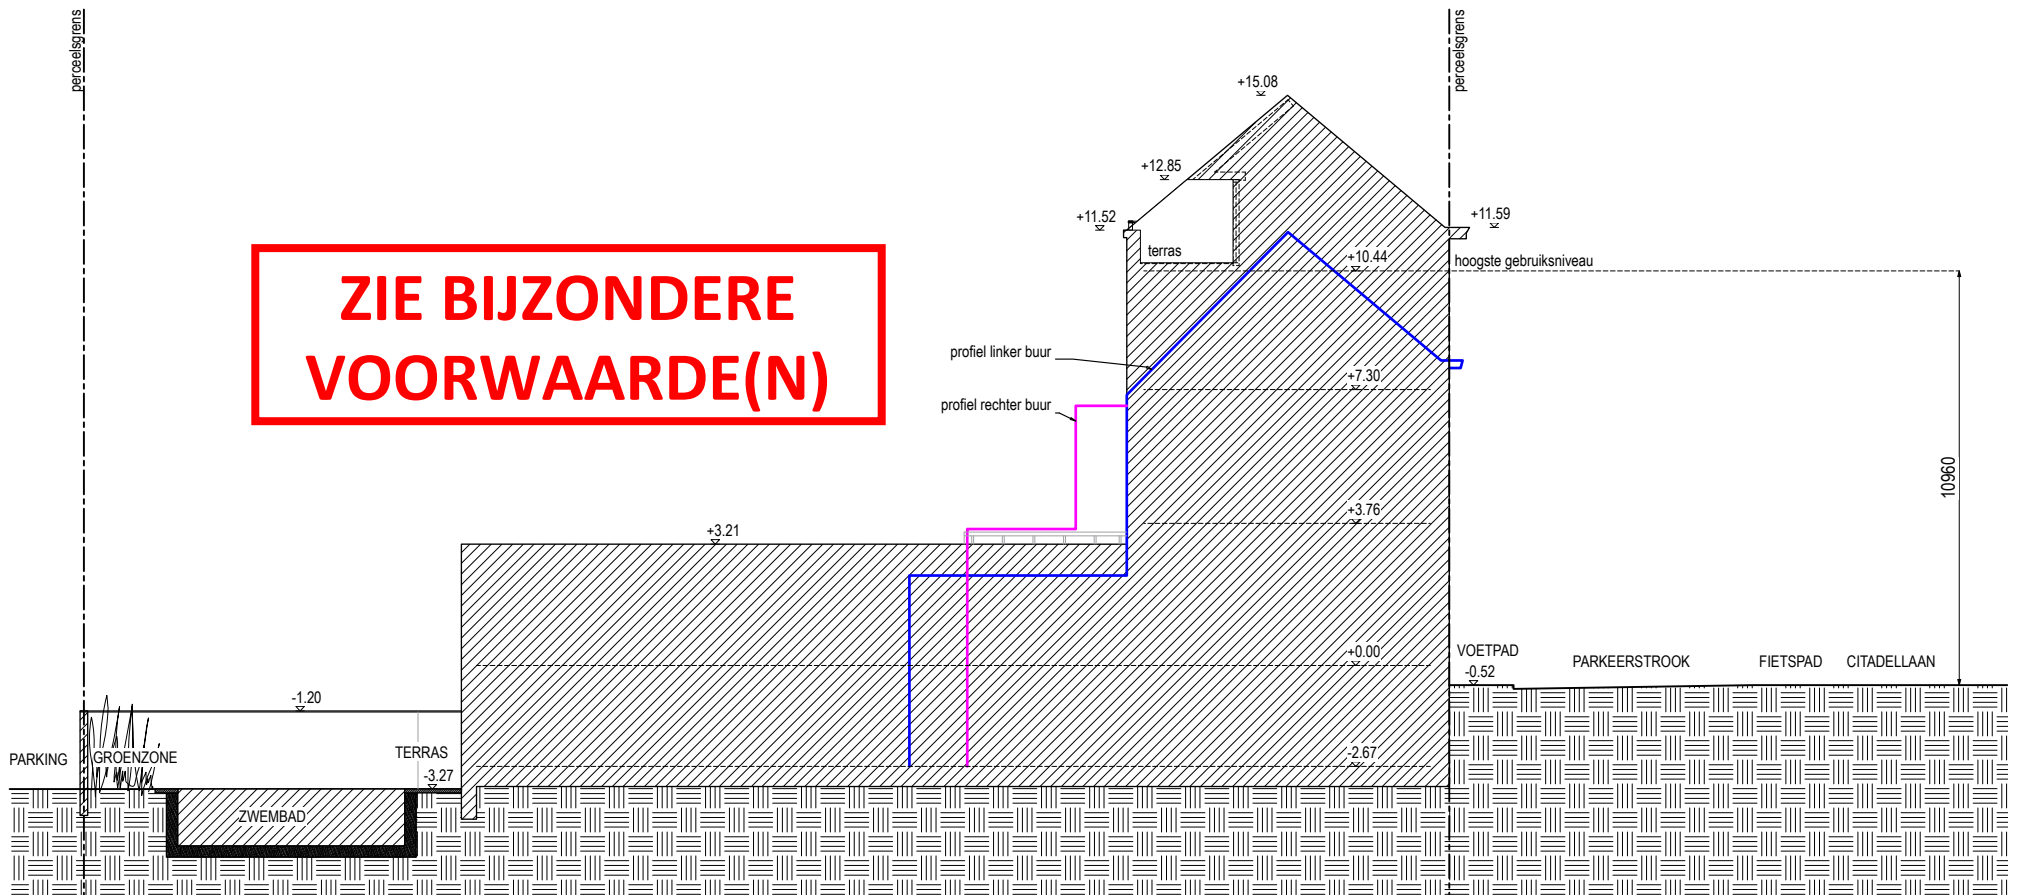 perceelsgrens
perceelsgrens
+15.08
+12.85
+11.52
+11.59
terras
+10.44
hoogste gebruiksniveau
ZIE BIJZONDERE
VOORWAARDE(N)
profiel linker buur
+7.30
profiel rechter buur
10960
+3.76
+3.21
+0.00
VOETPAD
-0.52
PARKEERSTROOK
FIETSPAD
CITADELLAAN
-1.20
PARKING
GROENZONE
TERRAS
-3.27
-2.67
ZWEMBAD